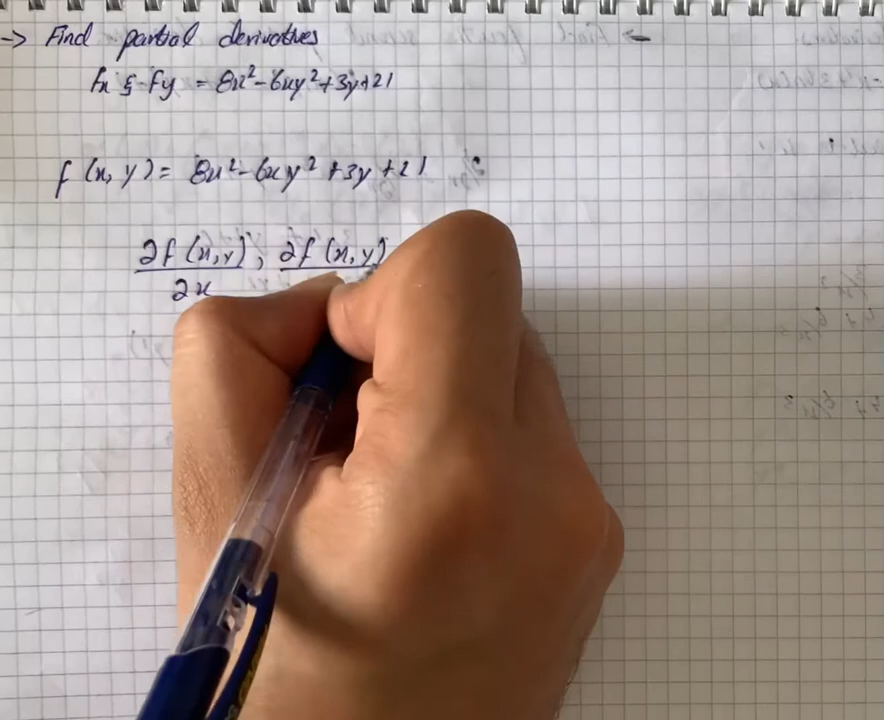 -> Find partial derivatives
fx & fy = 8x²-6xy²+3y+21
f (x, y) = 8x²-6xy² +3y +21
∂f (x,y), ∂f (x,y)
∂x